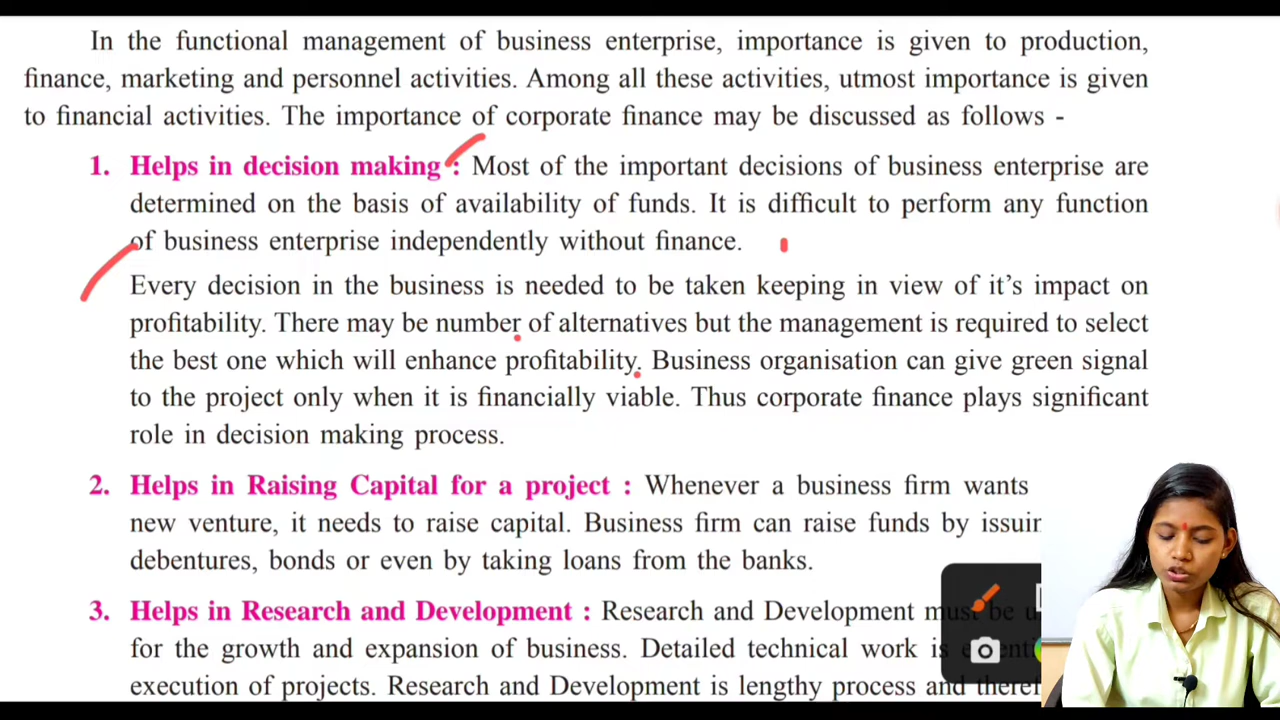 In the functional management of business enterprise, importance is given to production,
finance, marketing and personnel activities. Among all these activities, utmost importance is given
to financial activities. The importance of corporate finance may be discussed as follows -
1. Helps in decision making : Most of the important decisions of business enterprise are
determined on the basis of availability of funds. It is difficult to perform any function
of business enterprise independently without finance.
Every decision in the business is needed to be taken keeping in view of it's impact on
profitability. There may be number of alternatives but the management is required to select
the best one which will enhance profitability. Business organisation can give green signal
to the project only when it is financially viable. Thus corporate finance plays significant
role in decision making process.
2. Helps in Raising Capital for a project : Whenever a business firm wants
new venture, it needs to raise capital. Business firm can raise funds by
debentures, bonds or even by taking loans from the banks.
3. Helps in Research and Development : Research and Development must be
for the growth and expansion of business. Detailed technical work is
execution of projects. Research and Development is lengthy process and